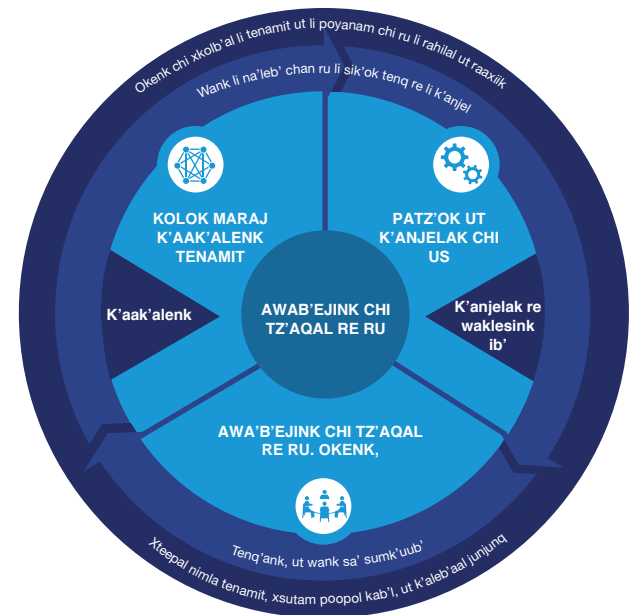 Okenk chi xkolb'al li tenamit ut li poyanam chi ru li rahilal ut raaxiik
Wank li na'leb' chan ru li sik'ok tenq re li k'anjel
KOLOK MARAJ
K'AAK'ALENK
TENAMIT
PATZ'OK UT
K'ANJELAK CHI
US
K'aak'alenk
AWAB'EJINK CHI
TZ'AQAL RE RU
K'anjelak re
waklesink
ib'
AWA'B'EJINK CHI TZ'AQAL
RE RU. OKENK,
Tenq'ank, ut wank sa' sumk'uub'
Xteepal nimla tenamit, xsutam poopol kab'l, ut k'aleb'aal junjunq